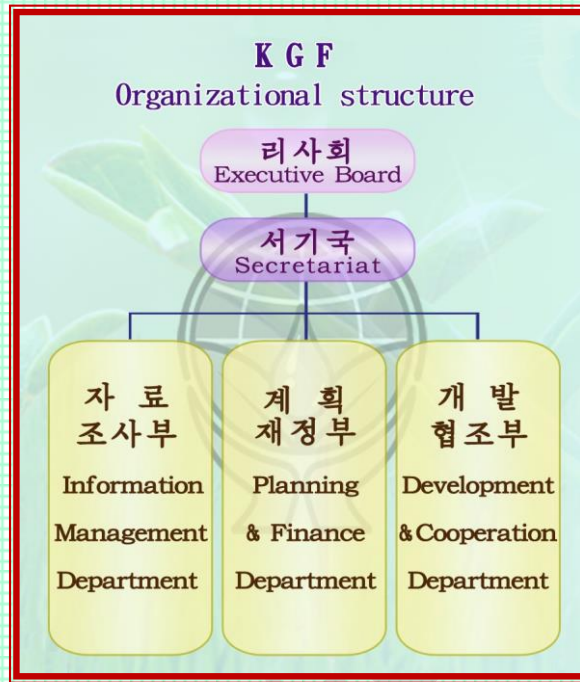 K G F
Organizational structure
리사회
Executive Board
서기국
Secretariat
자 료
조사부
Information
Management
Department
계 획
재정부
Planning
& Finance
Department
개 발
협조부
Development
&Cooperation
Department